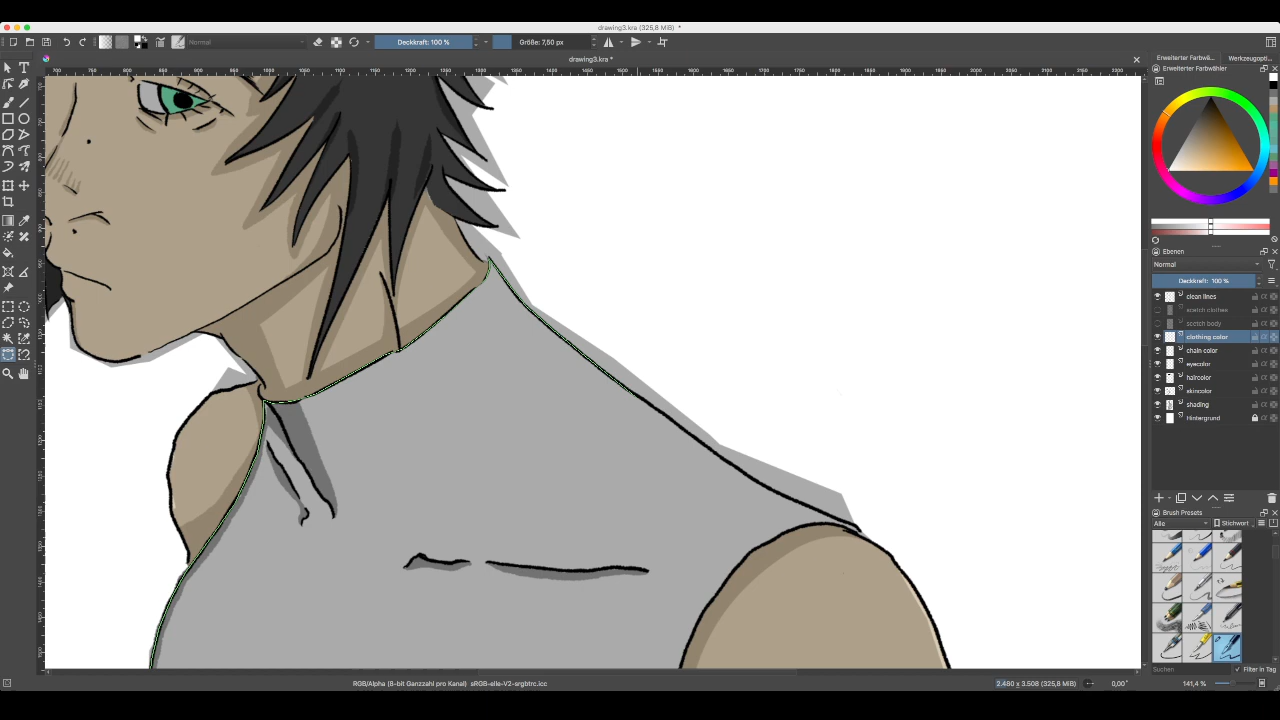 drawing3.kra (325,8 MiB) *
Normal
Deckkraft: 100 %
Größe: 7,50 px
drawing3.kra *
Erweiterter Farbwä...
Werkzeugopti...
Erweiterter Farbwähler
Ebenen
Normal
Deckkraft: 100 %
clean lines
scetch clothes
scetch body
clothing color
chain color
eyecolor
haircolor
skincolor
shading
Hintergrund
Brush Presets
Alle
Stichwort
Suchen
Filter in Tag
RGB/Alpha (8-bit Ganzzahl pro Kanal) sRGB-elle-V2-srgbtrc.icc
2.480 x 3.508 (325,8 MiB)
0,00°
141,4 %